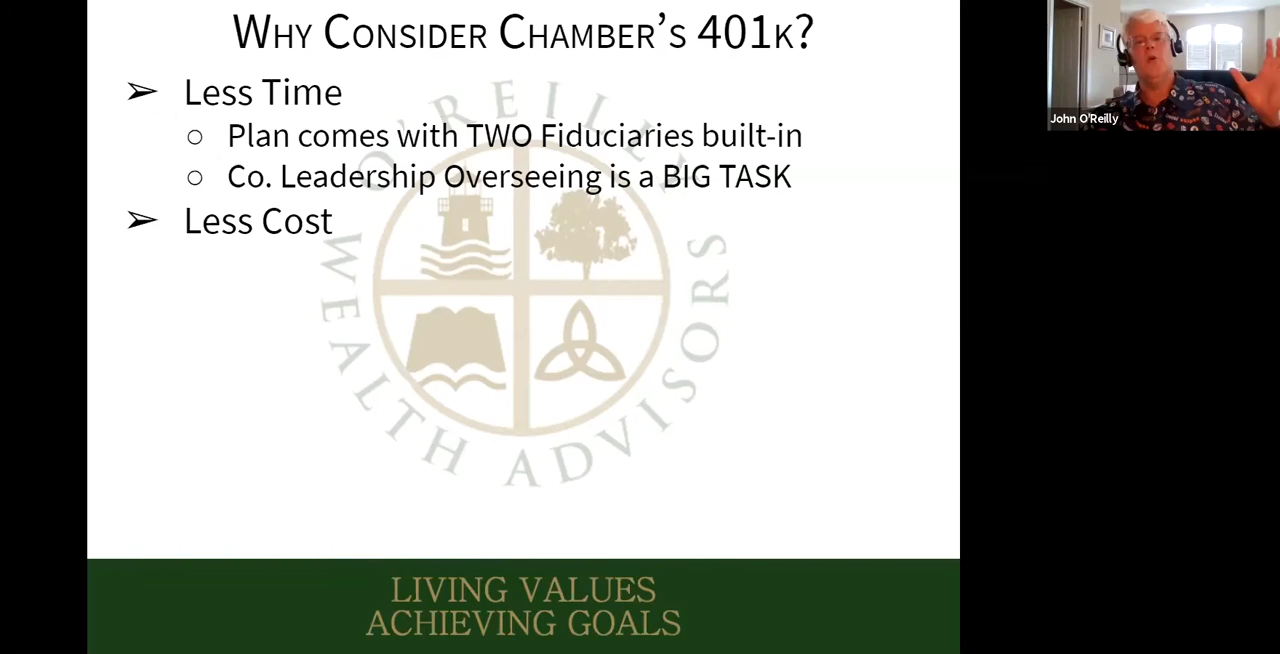 WHY CONSIDER CHAMBER’S 401K?
➢ Less Time
○ Plan comes with TWO Fiduciaries built-in
○ Co. Leadership Overseeing is a BIG TASK
➢ Less Cost
O'REILLY
WEALTH ADVISORS
LIVING VALUES
ACHIEVING GOALS
John O'Reilly